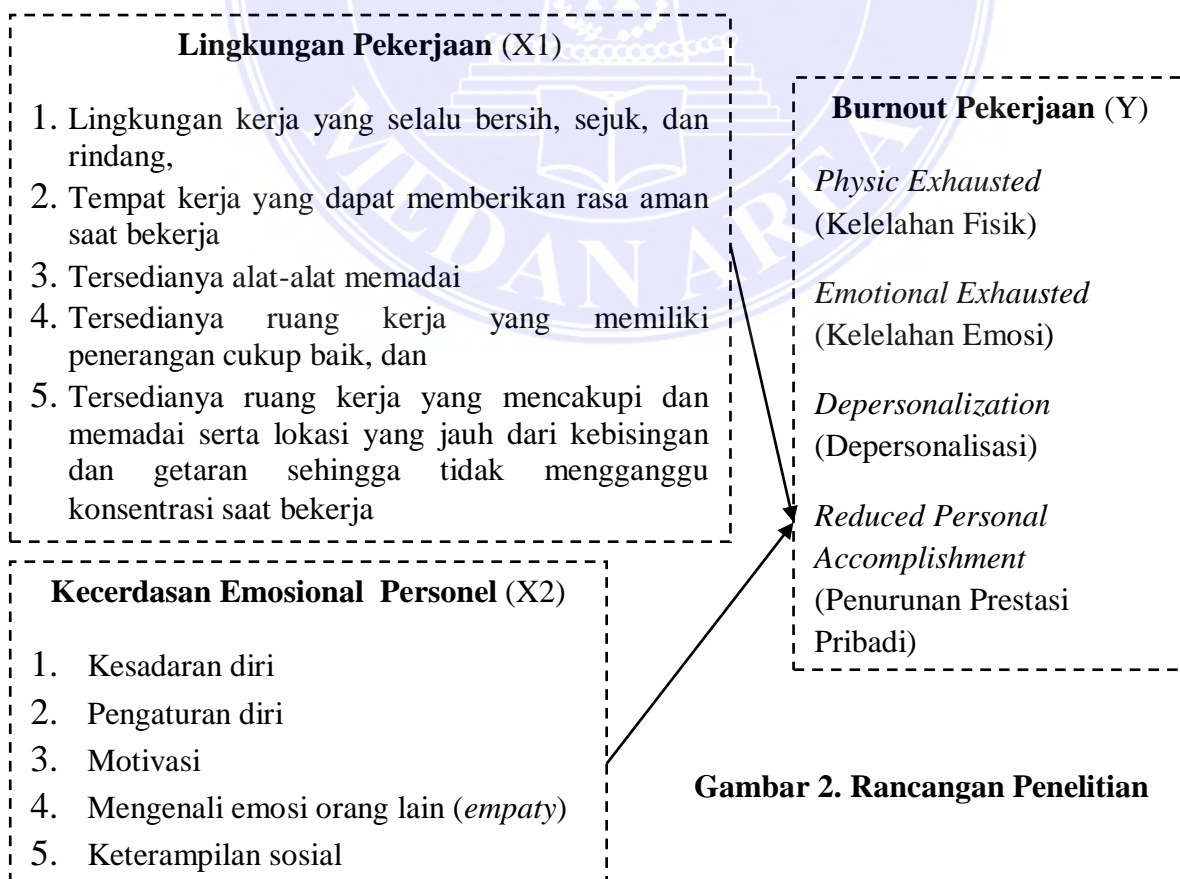 Lingkungan Pekerjaan (X1)
1. Lingkungan kerja yang selalu bersih, sejuk, dan
rindang,
2. Tempat kerja yang dapat memberikan rasa aman
saat bekerja
3. Tersedianya alat-alat memadai
4. Tersedianya ruang kerja yang memiliki
penerangan cukup baik, dan
5. Tersedianya ruang kerja yang mencakupi dan
memadai serta lokasi yang jauh dari kebisingan
dan getaran sehingga tidak mengganggu
konsentrasi saat bekerja
Kecerdasan Emosional Personel (X2)
1. Kesadaran diri
2. Pengaturan diri
3. Motivasi
4. Mengenali emosi orang lain (empaty)
5. Keterampilan sosial
Burnout Pekerjaan (Y)
Physic Exhausted
(Kelelahan Fisik)
Emotional Exhausted
(Kelelahan Emosi)
Depersonalization
(Depersonalisasi)
Reduced Personal
Accomplishment
(Penurunan Prestasi
Pribadi)
Gambar 2. Rancangan Penelitian
MEDAN AREA